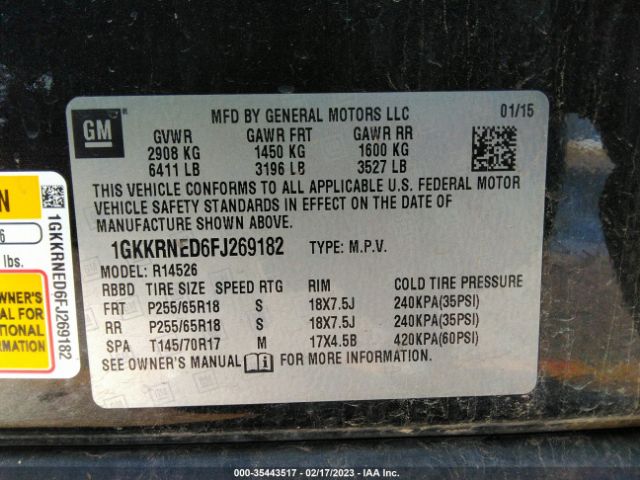 GM
MFD BY GENERAL MOTORS LLC 01/15
GVWR GAWR FRT GAWR RR
2908 KG 1450 KG 1600 KG
6411 LB 3196 LB 3527 LB
THIS VEHICLE CONFORMS TO ALL APPLICABLE U.S. FEDERAL MOTOR
VEHICLE SAFETY STANDARDS IN EFFECT ON THE DATE OF
MANUFACTURE SHOWN ABOVE.
1GKKRNED6FJ269182 TYPE: M.P.V.
MODEL: R14526
RBBD TIRE SIZE SPEED RTG RIM COLD TIRE PRESSURE
FRT P255/65R18 S 18X7.5J 240KPA(35PSI)
RR P255/65R18 S 18X7.5J 240KPA(35PSI)
SPA T145/70R17 M 17X4.5B 420KPA(60PSI)
SEE OWNER'S MANUAL FOR MORE INFORMATION.
N
6
lbs.
WNER'S
AL FOR
TIONAL
RMATION
1GKKRNED6FJ269182
000-35443517 — 02/17/2023 — IAA Inc.